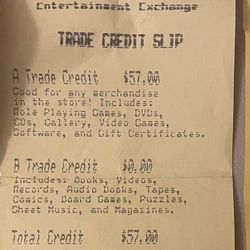 Entertainment Exchange
TRADE CREDIT SLIP
A Trade Credit $57.00
Good for any merchandise
in the store! Includes:
Role Playing Games, DVDs,
CDs, Gallery, Video Games,
Software, and Gift Certificates.
B Trade Credit $0.00
Includes: Books, Videos,
Records, Audio Books, Tapes,
Comics, Board Games, Puzzles,
Sheet Music, and Magazines.
Total Credit $57.00